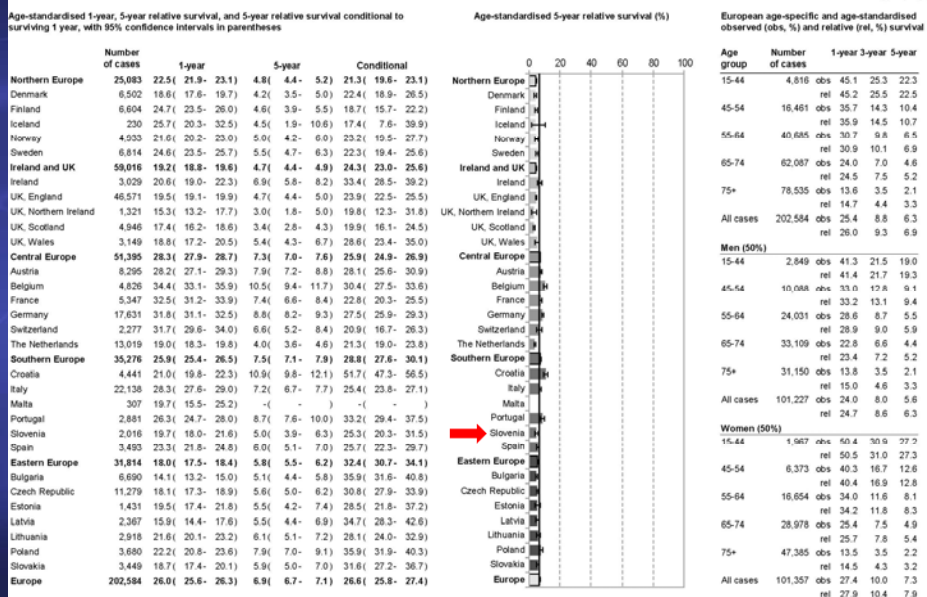 Age-standardised 1-year, 5-year relative survival, and 5-year relative survival conditional to
surviving 1 year, with 95% confidence intervals in parentheses
Number
of cases 1-year 5-year Conditional
Northern Europe 25,083 22.5( 21.9- 23.1) 4.8( 4.4- 5.2) 21.3( 19.6- 23.1)
Denmark 6,502 18.6( 17.6- 19.7) 4.2( 3.5- 5.0) 22.4( 18.9- 26.5)
Finland 6,604 24.7( 23.5- 26.0) 4.6( 3.9- 5.5) 18.7( 15.7- 22.2)
Iceland 230 25.7( 20.3- 32.5) 4.5( 1.9- 10.6) 17.4( 7.6- 39.9)
Norway 4,933 21.6( 20.2- 23.0) 5.0( 4.2- 6.0) 23.2( 19.5- 27.7)
Sweden 6,814 24.6( 23.5- 25.7) 5.5( 4.7- 6.3) 22.3( 19.4- 25.6)
Ireland and UK 59,016 19.2( 18.8- 19.6) 4.7( 4.4- 4.9) 24.3( 23.0- 25.6)
Ireland 3,029 20.6( 19.0- 22.3) 6.9( 5.8- 8.2) 33.4( 28.5- 39.2)
UK, England 46,571 19.5( 19.1- 19.9) 4.7( 4.4- 5.0) 23.9( 22.5- 25.5)
UK, Northern Ireland 1,321 15.3( 13.2- 17.7) 3.0( 1.8- 5.0) 19.8( 12.3- 31.8)
UK, Scotland 4,946 17.4( 16.2- 18.6) 3.4( 2.8- 4.3) 19.9( 16.1- 24.5)
UK, Wales 3,149 18.8( 17.2- 20.5) 5.4( 4.3- 6.7) 28.6( 23.4- 35.0)
Central Europe 51,395 28.3( 27.9- 28.7) 7.3( 7.0- 7.6) 25.9( 24.9- 26.9)
Austria 8,295 28.2( 27.1- 29.3) 7.9( 7.2- 8.8) 28.1( 25.6- 30.9)
Belgium 4,826 34.4( 33.1- 35.9) 10.5( 9.4- 11.7) 30.4( 27.5- 33.6)
France 5,347 32.5( 31.2- 33.9) 7.4( 6.6- 8.4) 22.8( 20.3- 25.5)
Germany 17,631 31.8( 31.1- 32.5) 8.8( 8.2- 9.3) 27.5( 25.9- 29.3)
Switzerland 2,277 31.7( 29.6- 34.0) 6.6( 5.2- 8.4) 20.9( 16.7- 26.3)
The Netherlands 13,019 19.0( 18.3- 19.8) 4.0( 3.6- 4.6) 21.3( 19.0- 23.8)
Southern Europe 35,276 25.9( 25.4- 26.5) 7.5( 7.1- 7.9) 28.8( 27.6- 30.1)
Croatia 4,441 21.0( 19.8- 22.3) 10.9( 9.8- 12.1) 51.7( 47.3- 56.5)
Italy 22,138 28.3( 27.6- 29.0) 7.2( 6.7- 7.7) 25.4( 23.8- 27.1)
Malta 307 19.7( 15.5- 25.2) -( ) -( )
Portugal 2,881 26.3( 24.7- 28.0) 8.7( 7.6- 10.0) 33.2( 29.4- 37.5)
Slovenia 2,016 19.7( 18.0- 21.6) 5.0( 3.9- 6.3) 25.3( 20.3- 31.5)
Spain 3,493 23.3( 21.8- 24.8) 6.0( 5.1- 7.0) 25.7( 22.3- 29.7)
Eastern Europe 31,814 18.0( 17.5- 18.4) 5.8( 5.5- 6.2) 32.4( 30.7- 34.1)
Bulgaria 6,690 14.1( 13.2- 15.0) 5.1( 4.4- 5.8) 35.9( 31.6- 40.8)
Czech Republic 11,279 18.1( 17.3- 18.9) 5.6( 5.0- 6.2) 30.8( 27.9- 33.9)
Estonia 1,431 19.5( 17.4- 21.8) 5.5( 4.2- 7.4) 28.5( 21.8- 37.2)
Latvia 2,367 15.9( 14.4- 17.6) 5.5( 4.4- 6.9) 34.7( 28.3- 42.6)
Lithuania 2,918 21.6( 20.1- 23.2) 6.1( 5.1- 7.2) 28.1( 24.0- 32.9)
Poland 3,680 22.2( 20.8- 23.6) 7.9( 7.0- 9.1) 35.9( 31.9- 40.3)
Slovakia 3,449 18.7( 17.4- 20.1) 5.9( 5.0- 7.0) 31.6( 27.2- 36.7)
Europe 202,584 26.0( 25.6- 26.3) 6.9( 6.7- 7.1) 26.6( 25.8- 27.4)
Age-standardised 5-year relative survival (%)
0 20 40 60 80 100
Northern Europe
Denmark
Finland
Iceland
Norway
Sweden
Ireland and UK
Ireland
UK, England
UK, Northern Ireland
UK, Scotland
UK, Wales
Central Europe
Austria
Belgium
France
Germany
Switzerland
The Netherlands
Southern Europe
Croatia
Italy
Malta
Portugal
Slovenia
Spain
Eastern Europe
Bulgaria
Czech Republic
Estonia
Latvia
Lithuania
Poland
Slovakia
Europe
European age-specific and age-standardised
observed (obs, %) and relative (rel, %) survival
Age Number 1-year 3-year 5-year
group of cases
15-44 4,816 obs 45.1 25.3 22.3
rel 45.2 25.5 22.5
45-54 16,461 obs 35.7 14.3 10.4
rel 35.9 14.5 10.7
55-64 40,685 obs 30.7 9.8 6.5
rel 30.9 10.1 6.9
65-74 62,087 obs 24.0 7.0 4.6
rel 24.5 7.5 5.2
75+ 78,535 obs 13.6 3.5 2.1
rel 14.7 4.4 3.3
All cases 202,584 obs 25.4 8.8 6.3
rel 26.0 9.3 6.9
Men (50%)
15-44 2,849 obs 41.3 21.5 19.0
rel 41.4 21.7 19.3
45-54 10,088 obs 33.0 12.8 9.1
rel 33.2 13.1 9.4
55-64 24,031 obs 28.6 8.7 5.5
rel 28.9 9.0 5.9
65-74 33,109 obs 22.8 6.6 4.4
rel 23.4 7.2 5.2
75+ 31,150 obs 13.8 3.5 2.1
rel 15.0 4.6 3.3
All cases 101,227 obs 24.0 8.0 5.6
rel 24.7 8.6 6.3
Women (50%)
15-44 1,967 obs 50.4 30.9 27.2
rel 50.5 31.0 27.3
45-54 6,373 obs 40.3 16.7 12.6
rel 40.4 16.9 12.8
55-64 16,654 obs 34.0 11.6 8.1
rel 34.2 11.8 8.3
65-74 28,978 obs 25.4 7.5 4.9
rel 25.7 7.8 5.4
75+ 47,385 obs 13.5 3.5 2.2
rel 14.5 4.3 3.2
All cases 101,357 obs 27.4 10.0 7.3
rel 27.9 10.4 7.9